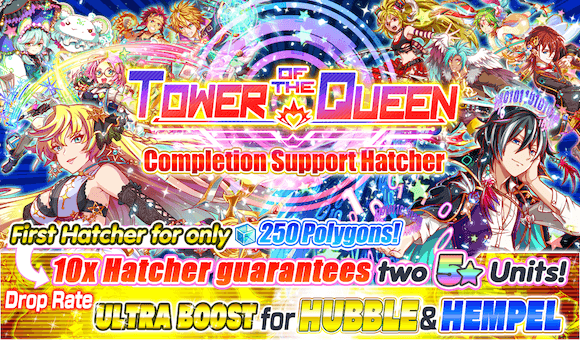 TOWER OF THE QUEEN
Completion Support Hatcher
First Hatcher for only 250 Polygons!
10x Hatcher guarantees two 5★ Units!
Drop Rate
ULTRA BOOST for HUBBLE & HEMPEL